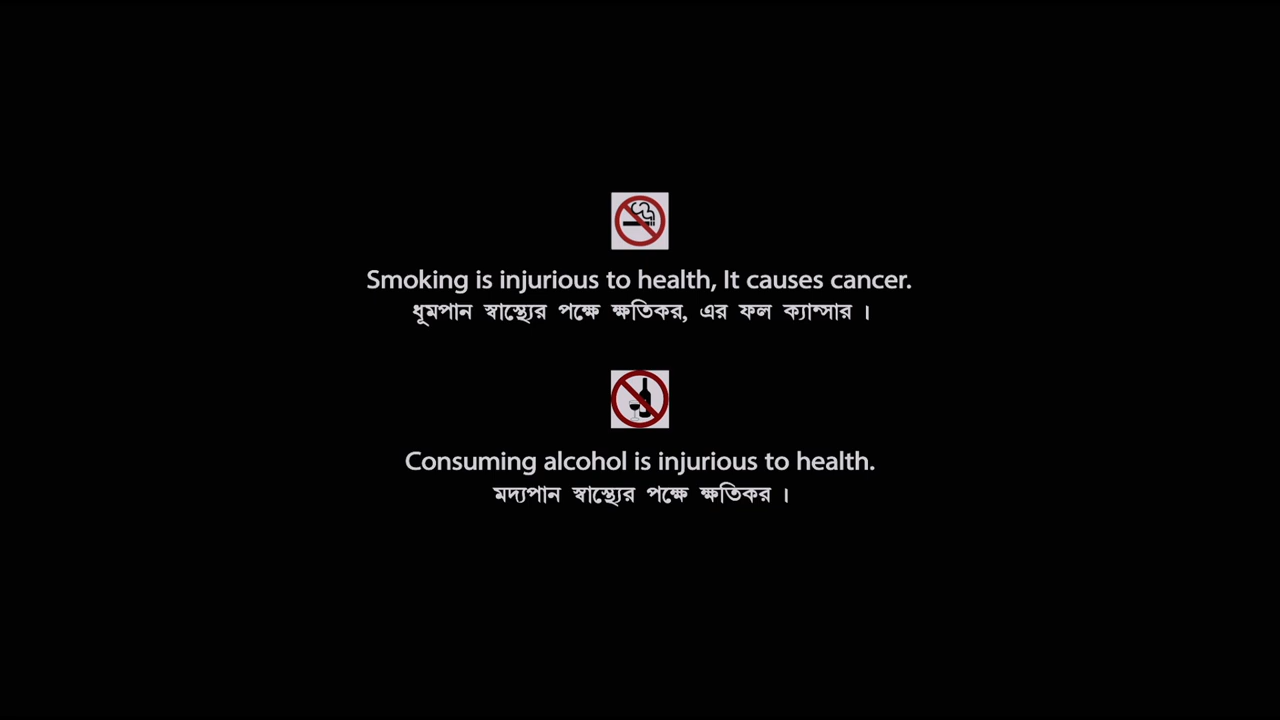 Smoking is injurious to health, It causes cancer.
ধূমপান স্বাস্থ্যের পক্ষে ক্ষতিকর, এর ফল ক্যান্সার ।
Consuming alcohol is injurious to health.
মদ্যপান স্বাস্থ্যের পক্ষে ক্ষতিকর ।